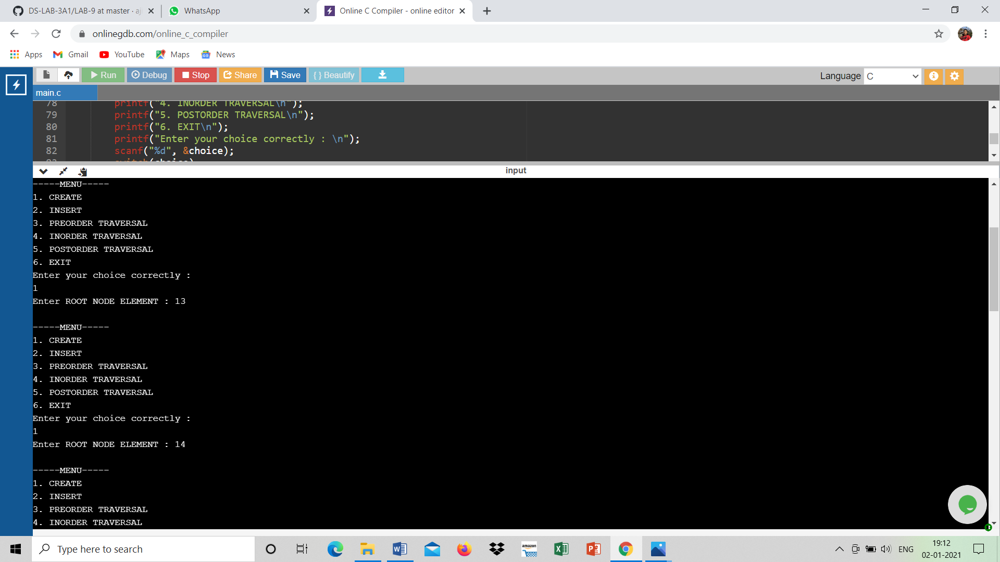 DS-LAB-3A1/LAB-9 at master · aj
WhatsApp
Online C Compiler - online editor
onlinegdb.com/online_c_compiler
Apps
Gmail
YouTube
Maps
News
Run
Debug
Stop
Share
Save
{ } Beautify
Language
C
main.c
78 printf("4. INORDER TRAVERSAL\n");
79 printf("5. POSTORDER TRAVERSAL\n");
80 printf("6. EXIT\n");
81 printf("Enter your choice correctly : \n");
82 scanf("%d", &choice);
input
-----MENU-----
1. CREATE
2. INSERT
3. PREORDER TRAVERSAL
4. INORDER TRAVERSAL
5. POSTORDER TRAVERSAL
6. EXIT
Enter your choice correctly :
1
Enter ROOT NODE ELEMENT : 13
-----MENU-----
1. CREATE
2. INSERT
3. PREORDER TRAVERSAL
4. INORDER TRAVERSAL
5. POSTORDER TRAVERSAL
6. EXIT
Enter your choice correctly :
1
Enter ROOT NODE ELEMENT : 14
-----MENU-----
1. CREATE
2. INSERT
3. PREORDER TRAVERSAL
4. INORDER TRAVERSAL
Type here to search
amazon
ENG
19:12
02-01-2021